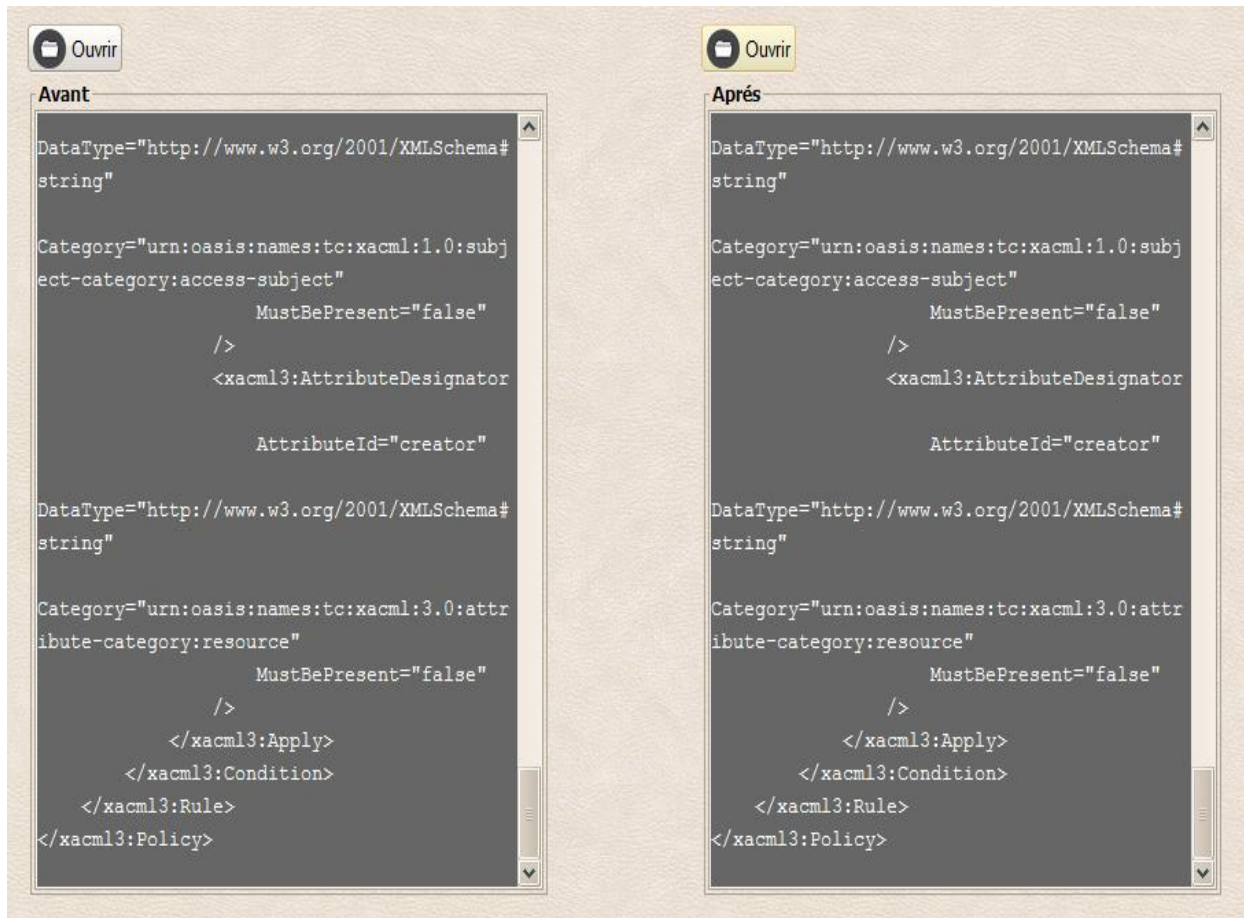 Ouvrir
Avant
DataType="http://www.w3.org/2001/XMLSchema#
string"
Category="urn:oasis:names:tc:xacml:1.0:subj
ect-category:access-subject"
MustBePresent="false"
/>
<xacml3:AttributeDesignator
AttributeId="creator"
DataType="http://www.w3.org/2001/XMLSchema#
string"
Category="urn:oasis:names:tc:xacml:3.0:attr
ibute-category:resource"
MustBePresent="false"
/>
</xacml3:Apply>
</xacml3:Condition>
</xacml3:Rule>
</xacml3:Policy>
Ouvrir
Aprés
DataType="http://www.w3.org/2001/XMLSchema#
string"
Category="urn:oasis:names:tc:xacml:1.0:subj
ect-category:access-subject"
MustBePresent="false"
/>
<xacml3:AttributeDesignator
AttributeId="creator"
DataType="http://www.w3.org/2001/XMLSchema#
string"
Category="urn:oasis:names:tc:xacml:3.0:attr
ibute-category:resource"
MustBePresent="false"
/>
</xacml3:Apply>
</xacml3:Condition>
</xacml3:Rule>
</xacml3:Policy>